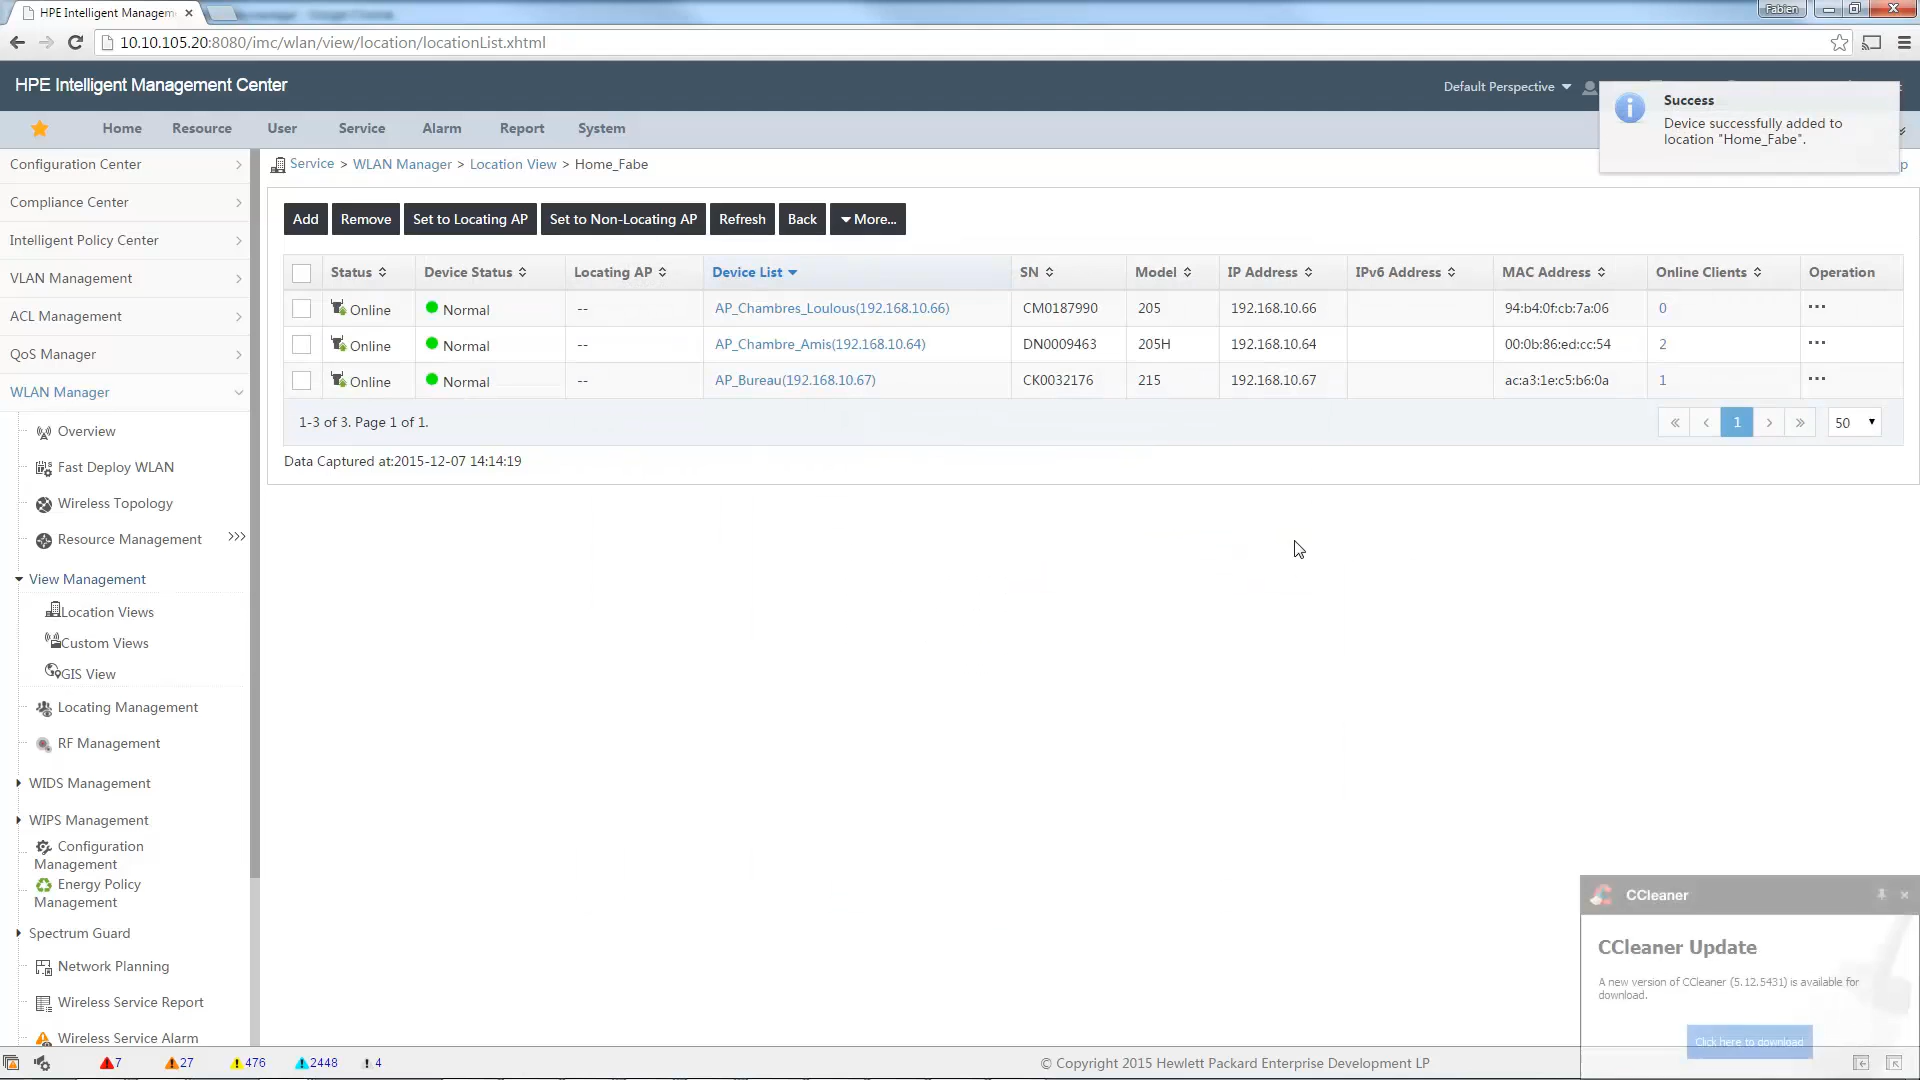 HPE Intelligent Managem
Fabien
10.10.105.20:8080/imc/wlan/view/location/locationList.xhtml
HPE Intelligent Management Center
Default Perspective
Success
Device successfully added to
location "Home_Fabe".
Home Resource User Service Alarm Report System
Service > WLAN Manager > Location View > Home_Fabe
Configuration Center
Compliance Center
Intelligent Policy Center
VLAN Management
ACL Management
QoS Manager
WLAN Manager
Overview
Fast Deploy WLAN
Wireless Topology
Resource Management >>>
View Management
Location Views
Custom Views
GIS View
Locating Management
RF Management
WIDS Management
WIPS Management
Configuration
Management
Energy Policy
Management
Spectrum Guard
Network Planning
Wireless Service Report
Wireless Service Alarm
Add Remove Set to Locating AP Set to Non-Locating AP Refresh Back More...
Status Device Status Locating AP Device List SN Model IP Address IPv6 Address MAC Address Online Clients Operation
Online Normal -- AP_Chambres_Loulous(192.168.10.66) CM0187990 205 192.168.10.66 94:b4:0f:cb:7a:06 0 ...
Online Normal -- AP_Chambre_Amis(192.168.10.64) DN0009463 205H 192.168.10.64 00:0b:86:ed:cc:54 2 ...
Online Normal -- AP_Bureau(192.168.10.67) CK0032176 215 192.168.10.67 ac:a3:1e:c5:b6:0a 1 ...
1-3 of 3. Page 1 of 1.
« < 1 > » 50
Data Captured at:2015-12-07 14:14:19
CCleaner
CCleaner Update
A new version of CCleaner (5.12.5431) is available for
download.
Click here to download
7 27 476 2448 4
© Copyright 2015 Hewlett Packard Enterprise Development LP